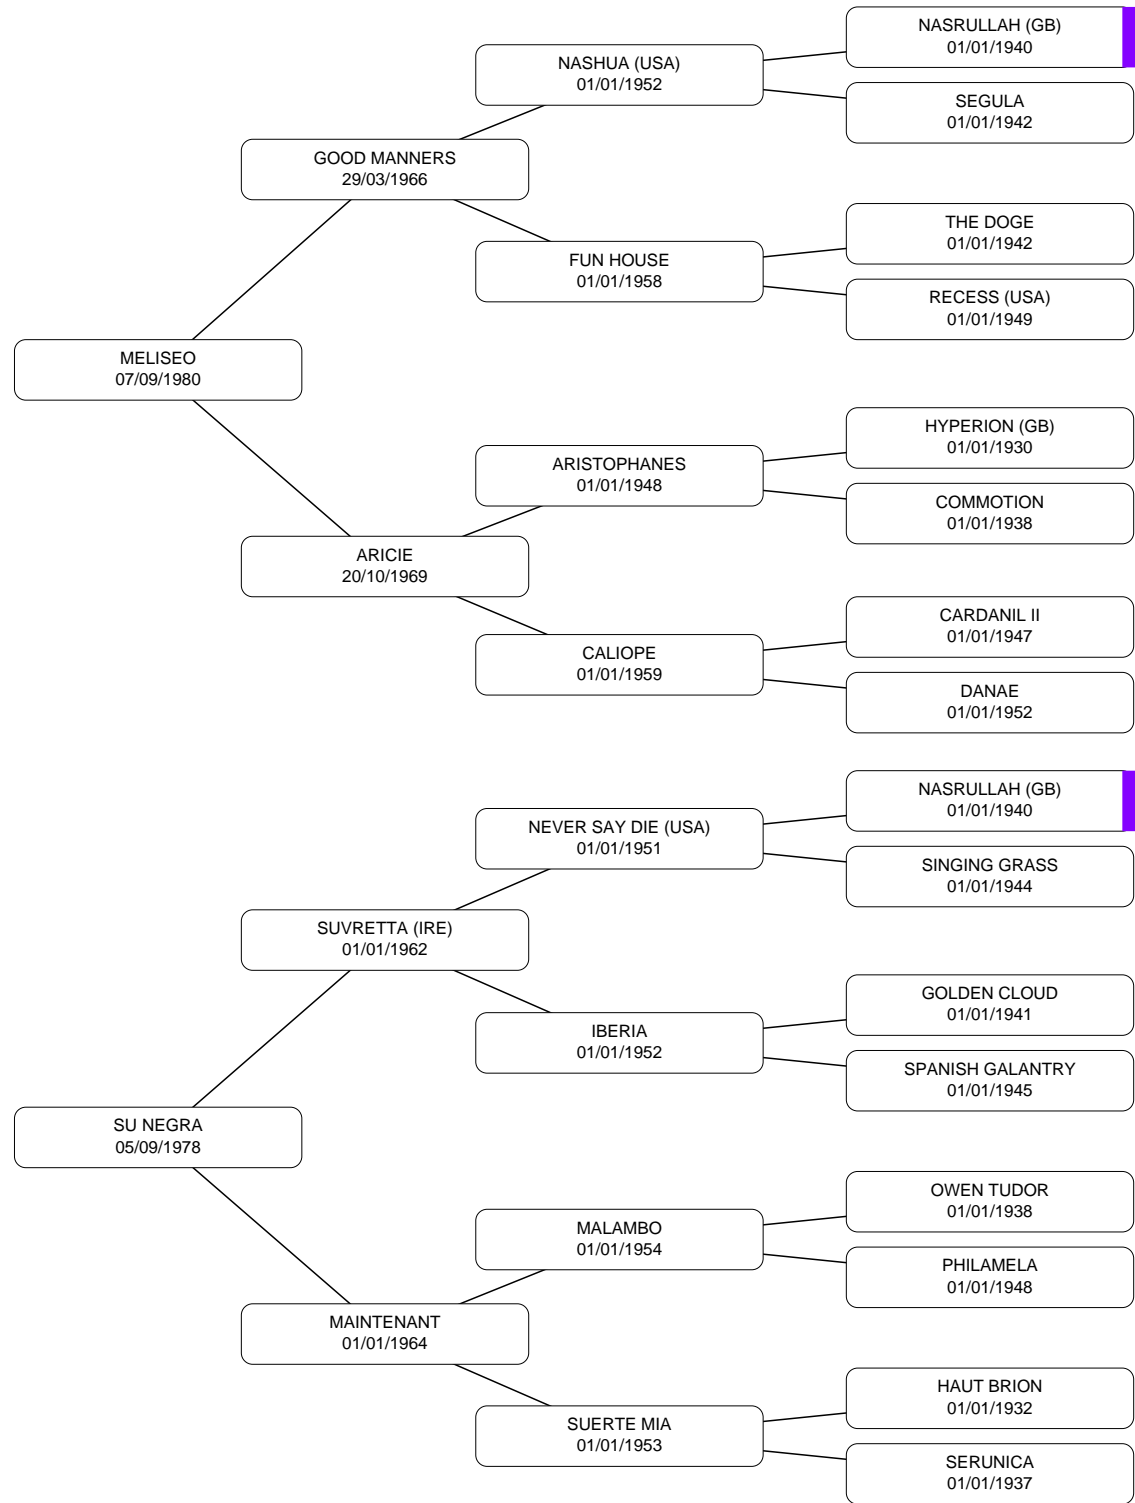 NASRULLAH (GB)
01/01/1940
NASHUA (USA)
01/01/1952
SEGULA
01/01/1942
GOOD MANNERS
29/03/1966
THE DOGE
01/01/1942
FUN HOUSE
01/01/1958
RECESS (USA)
01/01/1949
MELISEO
07/09/1980
HYPERION (GB)
01/01/1930
ARISTOPHANES
01/01/1948
COMMOTION
01/01/1938
ARICIE
20/10/1969
CARDANIL II
01/01/1947
CALIOPE
01/01/1959
DANAE
01/01/1952
NASRULLAH (GB)
01/01/1940
NEVER SAY DIE (USA)
01/01/1951
SINGING GRASS
01/01/1944
SUVRETTA (IRE)
01/01/1962
GOLDEN CLOUD
01/01/1941
IBERIA
01/01/1952
SPANISH GALANTRY
01/01/1945
SU NEGRA
05/09/1978
OWEN TUDOR
01/01/1938
MALAMBO
01/01/1954
PHILAMELA
01/01/1948
MAINTENANT
01/01/1964
HAUT BRION
01/01/1932
SUERTE MIA
01/01/1953
SERUNICA
01/01/1937